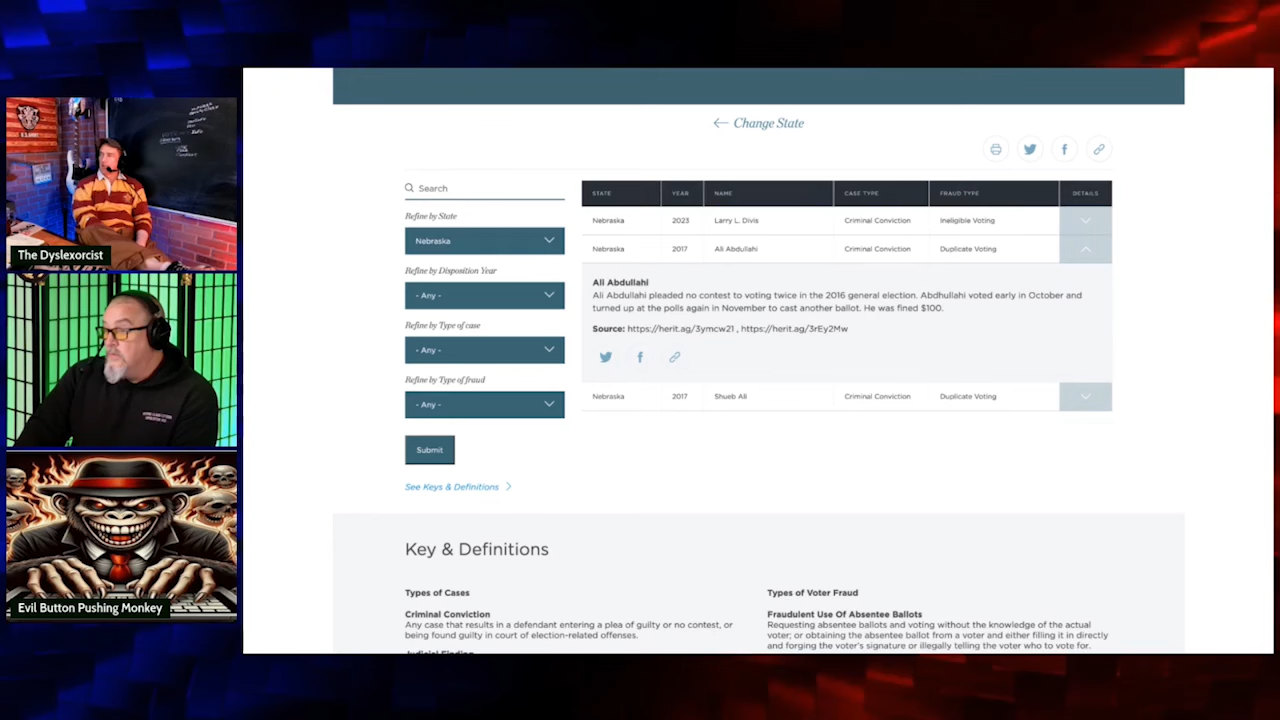 The Dyslexorcist
Evil Button Pushing Monkey
← Change State
Search
Refine by State
Nebraska
Refine by Disposition Year
- Any -
Refine by Type of case
- Any -
Refine by Type of fraud
- Any -
Submit
See Keys & Definitions
STATE YEAR NAME CASE TYPE FRAUD TYPE DETAILS
Nebraska 2023 Larry L. Divis Criminal Conviction Ineligible Voting
Nebraska 2017 Ali Abdullahi Criminal Conviction Duplicate Voting
Ali Abdullahi
Ali Abdullahi pleaded no contest to voting twice in the 2016 general election. Abdhullahi voted early in October and
turned up at the polls again in November to cast another ballot. He was fined $100.
Source: https://herit.ag/3ymcw21 , https://herit.ag/3rEy2Mw
Nebraska 2017 Shueb Ali Criminal Conviction Duplicate Voting
Key & Definitions
Types of Cases
Criminal Conviction
Any case that results in a defendant entering a plea of guilty or no contest, or
being found guilty in court of election-related offenses.
Judicial Finding
Types of Voter Fraud
Fraudulent Use Of Absentee Ballots
Requesting absentee ballots and voting without the knowledge of the actual
voter; or obtaining the absentee ballot from a voter and either filling it in directly
and forging the voter's signature or illegally telling the voter who to vote for.